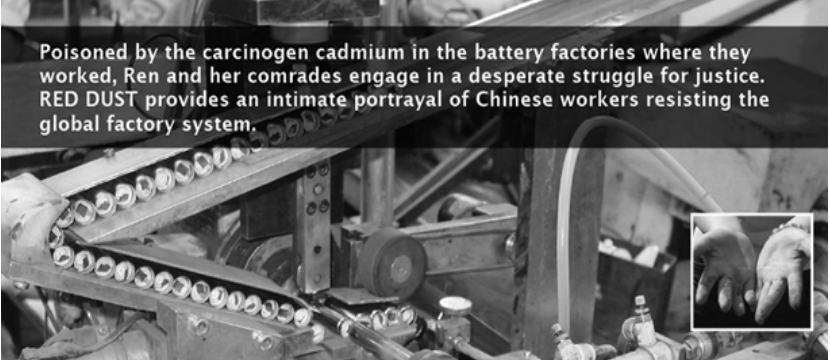 Poisoned by the carcinogen cadmium in the battery factories where they
worked, Ren and her comrades engage in a desperate struggle for justice.
RED DUST provides an intimate portrayal of Chinese workers resisting the
global factory system.